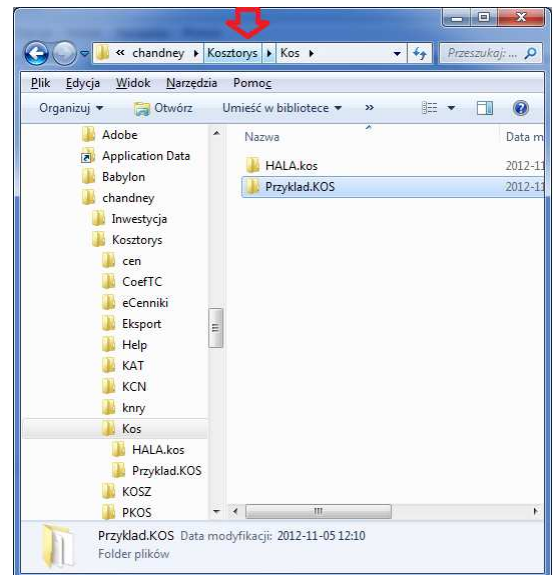 « chandney ▸ Kosztorys ▸ Kos ▸
Przeszukaj: ...
Plik Edycja Widok Narzędzia Pomoc
Organizuj Otwórz Umieść w bibliotece »
Adobe
Application Data
Babylon
chandney
Inwestycja
Kosztorys
cen
CoefTC
eCenniki
Eksport
Help
KAT
KCN
knry
Kos
HALA.kos
Przyklad.KOS
KOSZ
PKOS
Nazwa Data m
HALA.kos 2012-11
Przyklad.KOS 2012-11
Przyklad.KOS Data modyfikacji: 2012-11-05 12:10
Folder plików